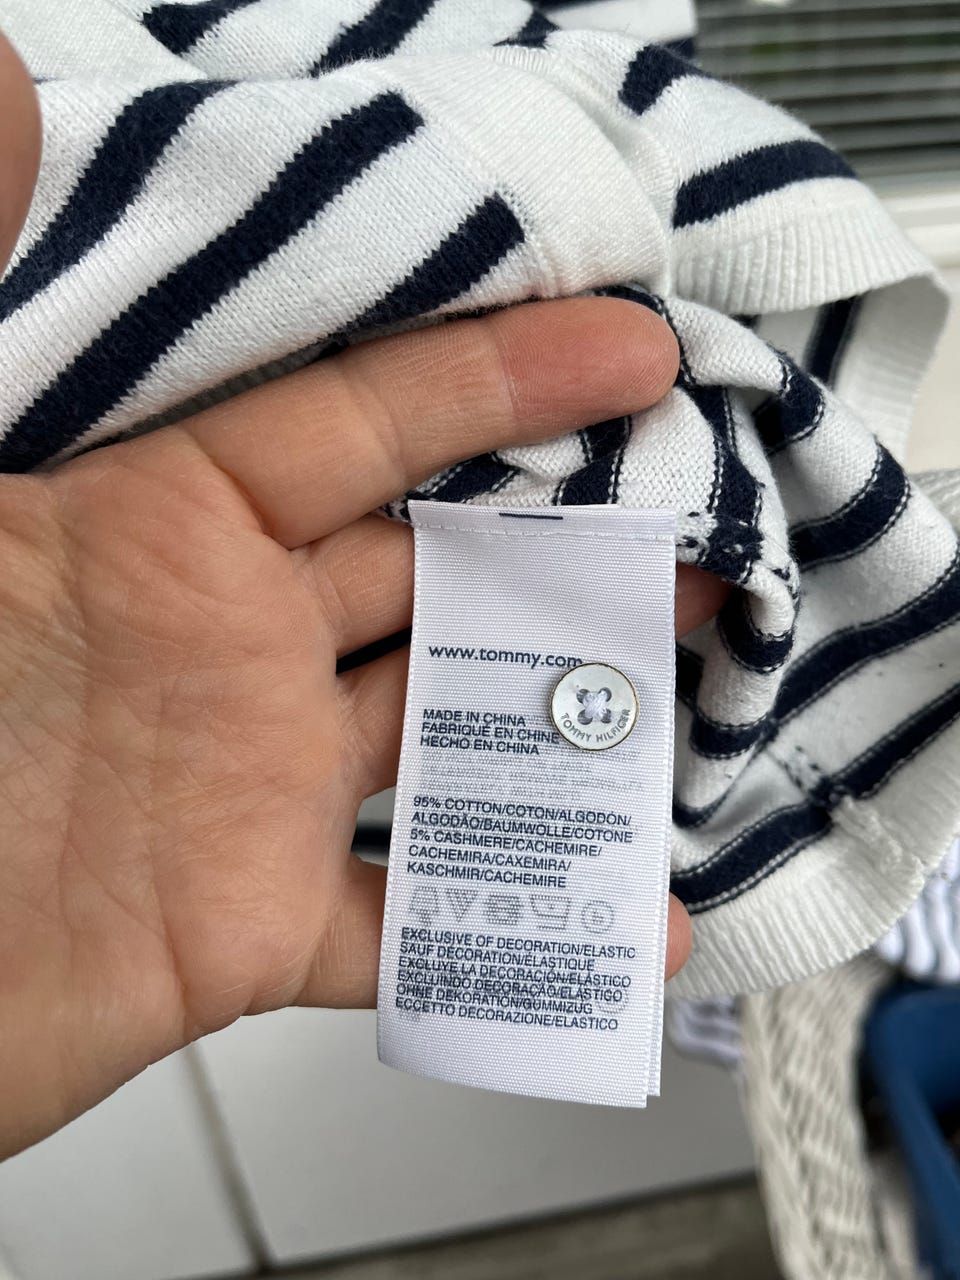 www.tommy.com
TOMMY HILFIGER
MADE IN CHINA
FABRIQUÉ EN CHINE
HECHO EN CHINA
95% COTTON/COTON/ALGODÓN/
ALGODÃO/BAUMWOLLE/COTONE
5% CASHMERE/CACHEMIRE/
CACHEMIRA/CAXEMIRA/
KASCHMIR/CACHEMIRE
EXCLUSIVE OF DECORATION/ELASTIC
SAUF DÉCORATION/ÉLASTIQUE
EXCLUYE LA DECORACIÓN/ELÁSTICO
EXCLUINDO DECORAÇÃO/ELÁSTICO
OHNE DEKORATION/GUMMIZUG
ECCETTO DECORAZIONE/ELASTICO